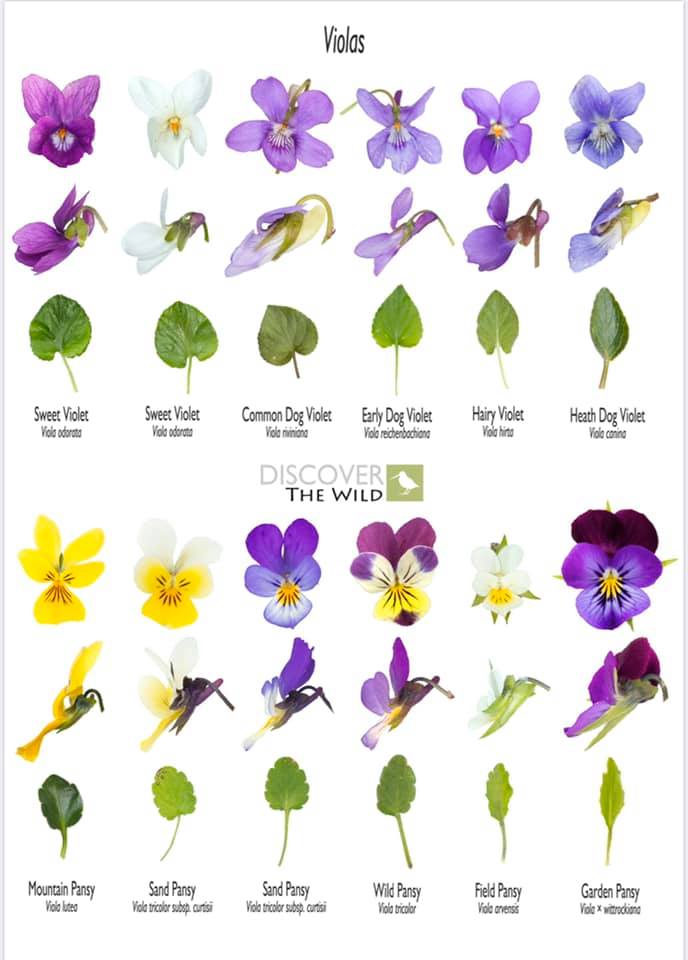 Violas
Sweet Violet
Viola odorata
Sweet Violet
Viola odorata
Common Dog Violet
Viola riviniana
Early Dog Violet
Viola reichenbachiana
Hairy Violet
Viola hirta
Heath Dog Violet
Viola canina
DISCOVER
THE WILD
Mountain Pansy
Viola lutea
Sand Pansy
Viola tricolor subsp. curtisii
Sand Pansy
Viola tricolor subsp. curtisii
Wild Pansy
Viola tricolor
Field Pansy
Viola arvensis
Garden Pansy
Viola × wittrockiana